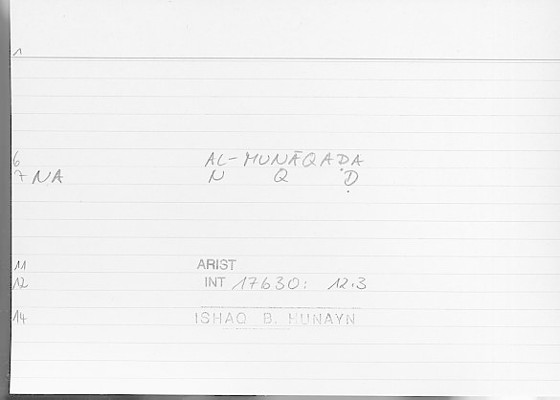 1
6 AL-MUNĀQAḌA
7 NA N Q Ḍ
11 ARIST
12 INT 17630: 12.3
14 ISHAQ B. HUNAYN